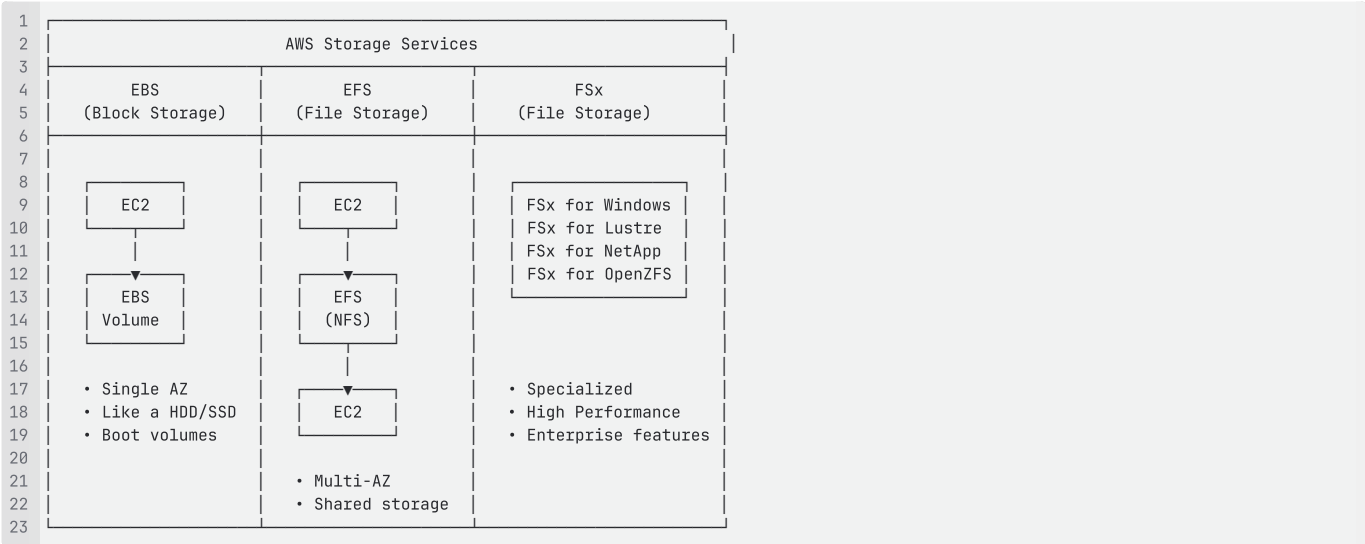 1
2 AWS Storage Services
3
4 EBS EFS FSx
5 (Block Storage) (File Storage) (File Storage)
6
7
8
9 EC2 EC2 FSx for Windows
10 FSx for Lustre
11 FSx for NetApp
12 FSx for OpenZFS
13 EBS EFS
14 Volume (NFS)
15
16
17 • Single AZ • Specialized
18 • Like a HDD/SSD EC2 • High Performance
19 • Boot volumes • Enterprise features
20
21 • Multi-AZ
22 • Shared storage
23